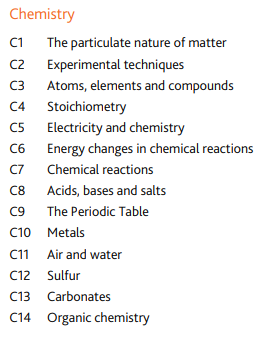 Chemistry
C1 The particulate nature of matter
C2 Experimental techniques
C3 Atoms, elements and compounds
C4 Stoichiometry
C5 Electricity and chemistry
C6 Energy changes in chemical reactions
C7 Chemical reactions
C8 Acids, bases and salts
C9 The Periodic Table
C10 Metals
C11 Air and water
C12 Sulfur
C13 Carbonates
C14 Organic chemistry